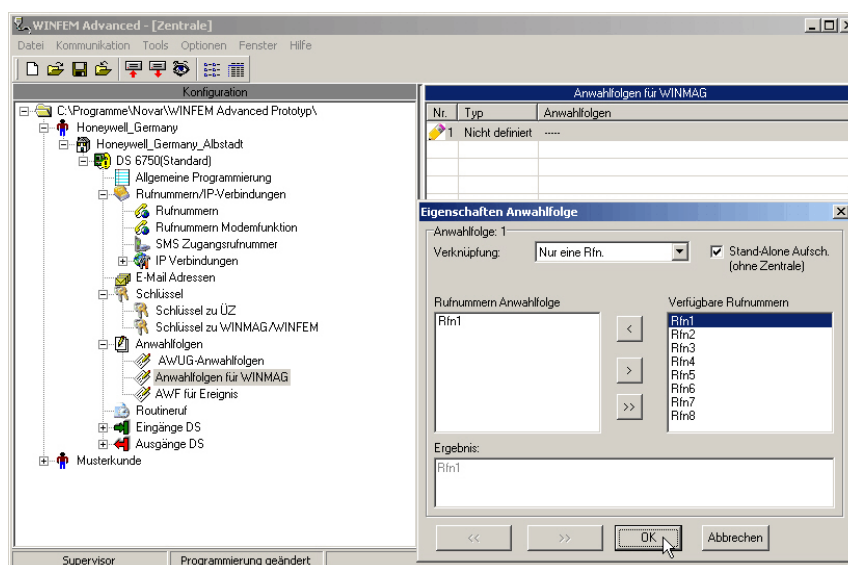 WINFEM Advanced - [Zentrale]
Datei Kommunikation Tools Optionen Fenster Hilfe
Konfiguration
C:\Programme\Novar\WINFEM Advanced Prototyp\
Honeywell_Germany
Honeywell_Germany_Albstadt
DS 6750(Standard)
Allgemeine Programmierung
Rufnummern/IP-Verbindungen
Rufnummern
Rufnummern Modemfunktion
SMS Zugangsrufnummer
IP Verbindungen
E-Mail Adressen
Schlüssel
Schlüssel zu ÜZ
Schlüssel zu WINMAG/WINFEM
Anwahlfolgen
AWUG-Anwahlfolgen
Anwahlfolgen für WINMAG
AWF für Ereignis
Routineruf
Eingänge DS
Ausgänge DS
Musterkunde
Anwahlfolgen für WINMAG
Nr. Typ Anwahlfolgen
1 Nicht definiert -----
Eigenschaften Anwahlfolge
Anwahlfolge: 1
Verknüpfung: Nur eine Rfn. Stand-Alone Aufsch.
(ohne Zentrale)
Rufnummern Anwahlfolge
Rfn1
<
>
>>
Verfügbare Rufnummern
Rfn1
Rfn2
Rfn3
Rfn4
Rfn5
Rfn6
Rfn7
Rfn8
Ergebnis:
Rfn1
<< >> OK Abbrechen
Supervisor Programmierung geändert